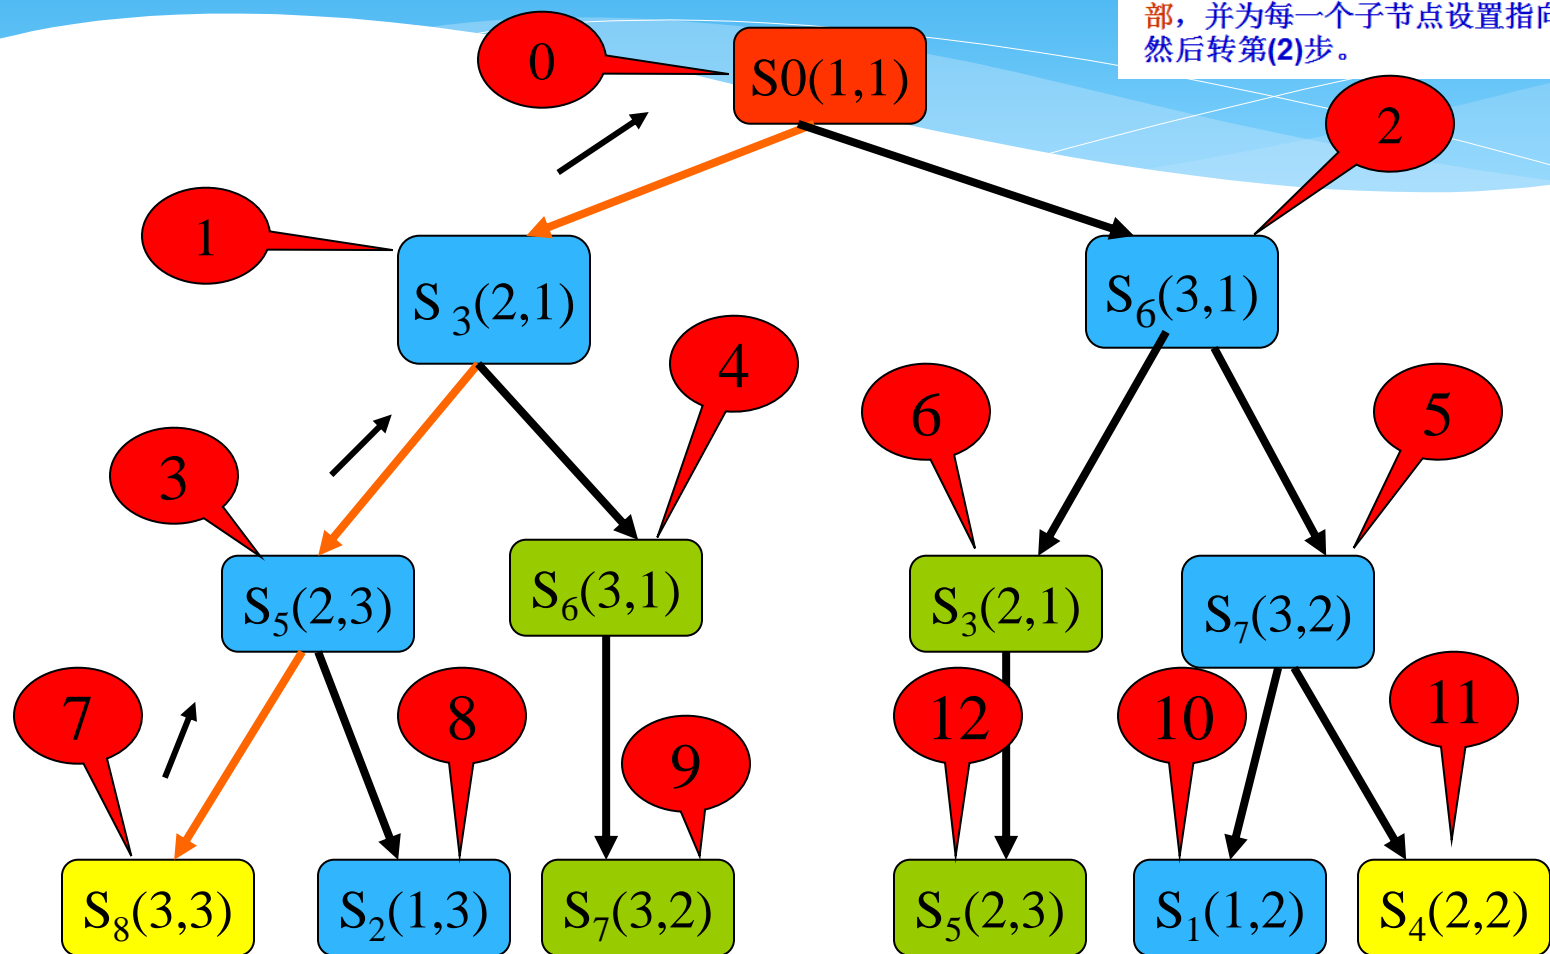 部，并为每一个子节点设置指向
然后转第(2)步。
0
S0(1,1)
2
1
S 3(2,1)
S6(3,1)
4
6
5
3
S5(2,3)
S6(3,1)
S3(2,1)
S7(3,2)
7
8
9
12
10
11
S8(3,3)
S2(1,3)
S7(3,2)
S5(2,3)
S1(1,2)
S4(2,2)